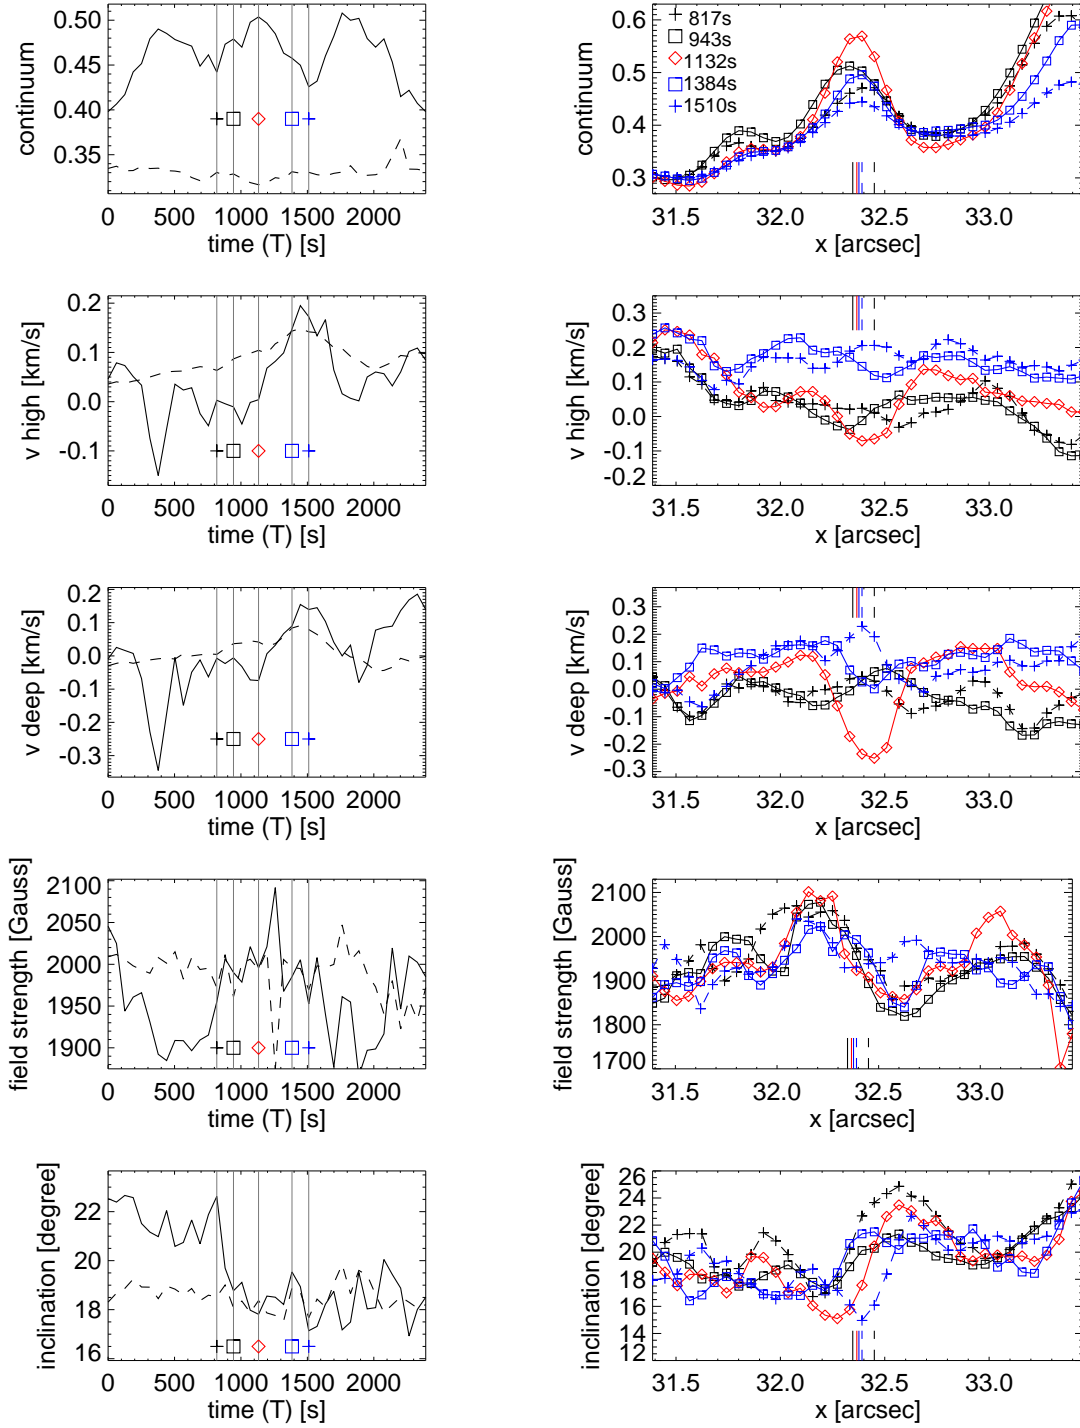 continuum
0.50
0.45
0.40
0.35
0 500 1000 1500 2000
time (T) [s]
continuum
0.6
0.5
0.4
0.3
817s
943s
1132s
1384s
1510s
31.5 32.0 32.5 33.0
x [arcsec]
v high [km/s]
0.2
0.1
0.0
-0.1
0 500 1000 1500 2000
time (T) [s]
v high [km/s]
0.3
0.2
0.1
0.0
-0.1
-0.2
31.5 32.0 32.5 33.0
x [arcsec]
v deep [km/s]
0.2
0.1
0.0
-0.1
-0.2
-0.3
0 500 1000 1500 2000
time (T) [s]
v deep [km/s]
0.3
0.2
0.1
0.0
-0.1
-0.2
-0.3
31.5 32.0 32.5 33.0
x [arcsec]
field strength [Gauss]
2100
2050
2000
1950
1900
0 500 1000 1500 2000
time (T) [s]
field strength [Gauss]
2100
2000
1900
1800
1700
31.5 32.0 32.5 33.0
x [arcsec]
inclination [degree]
22
20
18
16
0 500 1000 1500 2000
time (T) [s]
inclination [degree]
26
24
22
20
18
16
14
12
31.5 32.0 32.5 33.0
x [arcsec]